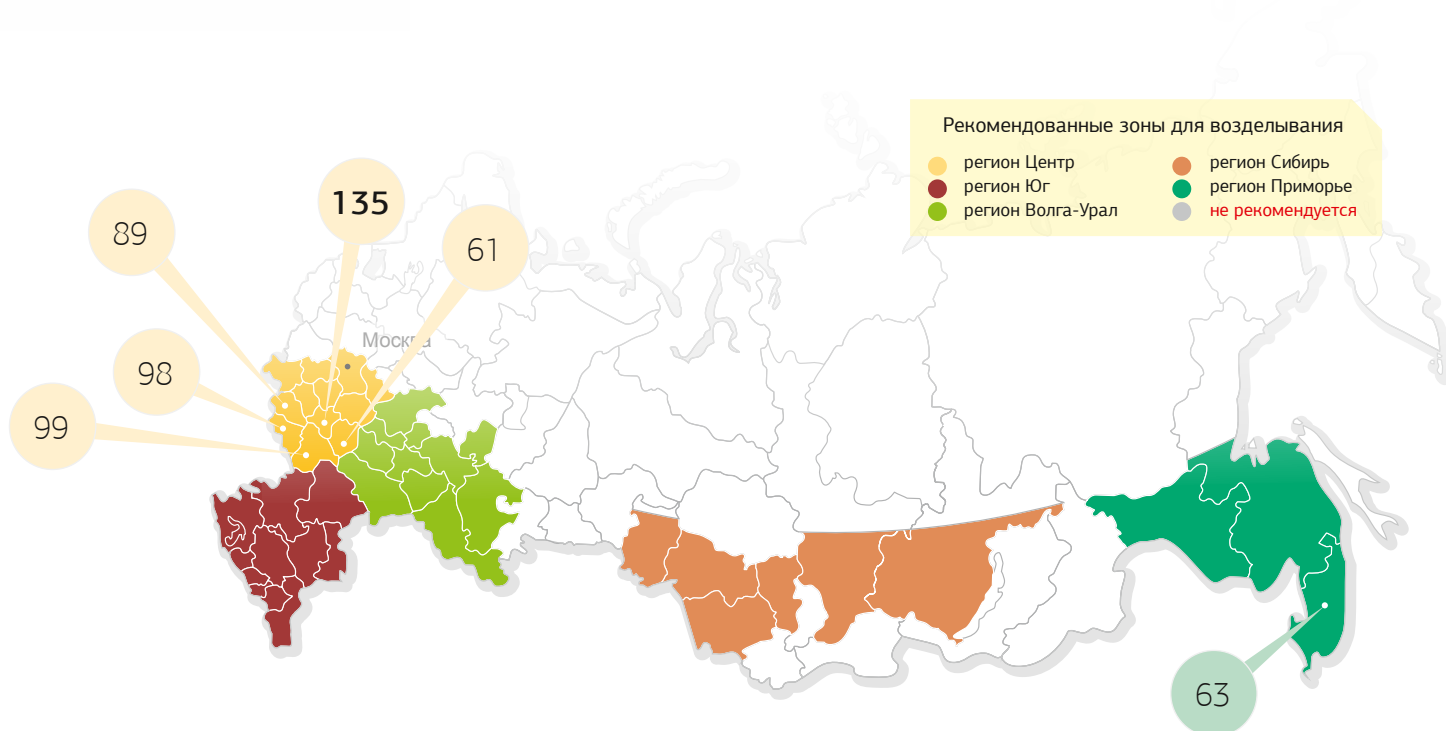 Рекомендованные зоны для возделывания
регион Центр
регион Юг
регион Волга-Урал
регион Сибирь
регион Приморье
не рекомендуется
135
89
61
Москва
98
99
63